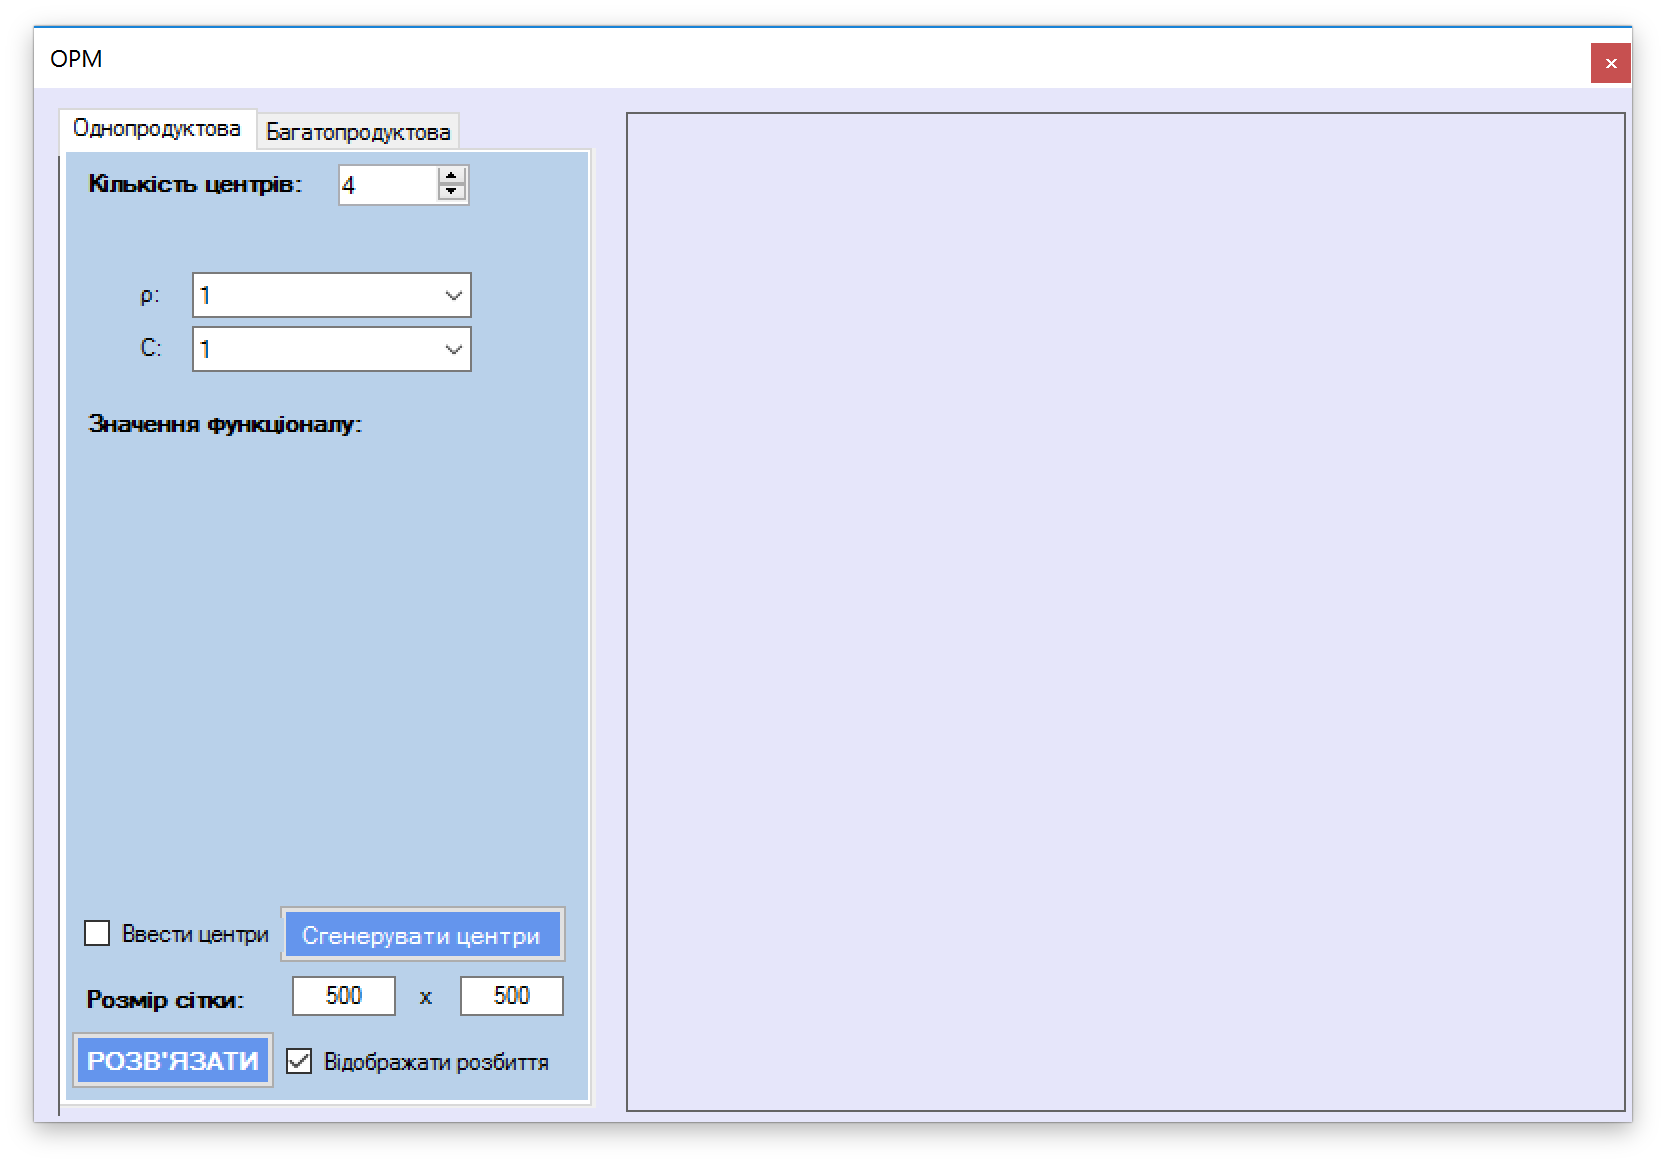 OPM
Однопродуктова
Багатопродуктова
Кількість центрів:
4
ρ:
1
C:
1
Значення функціоналу:
Ввести центри
Сгенерувати центри
Розмір сітки:
500
x
500
РОЗВ'ЯЗАТИ
Відображати розбиття